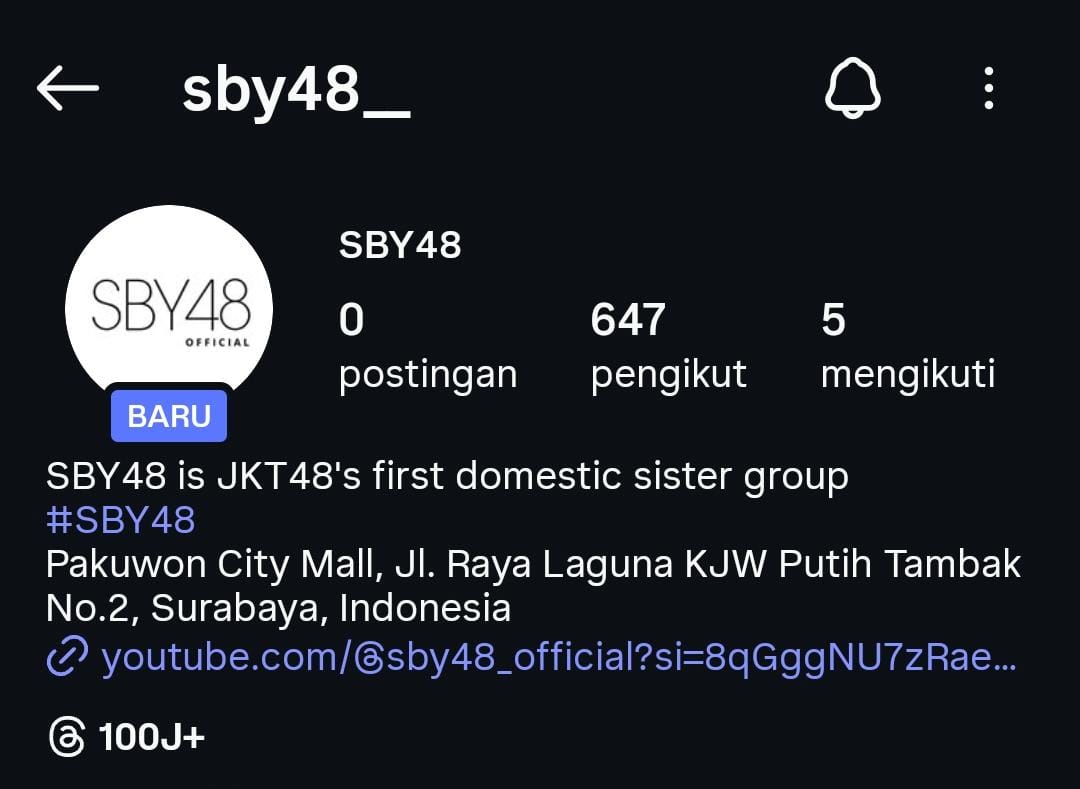 sby48__
SBY48
OFFICIAL
BARU
SBY48
0 647 5
postingan pengikut mengikuti
SBY48 is JKT48's first domestic sister group
#SBY48
Pakuwon City Mall, Jl. Raya Laguna KJW Putih Tambak
No.2, Surabaya, Indonesia
youtube.com/@sby48_official?si=8qGggNU7zRae...
100J+